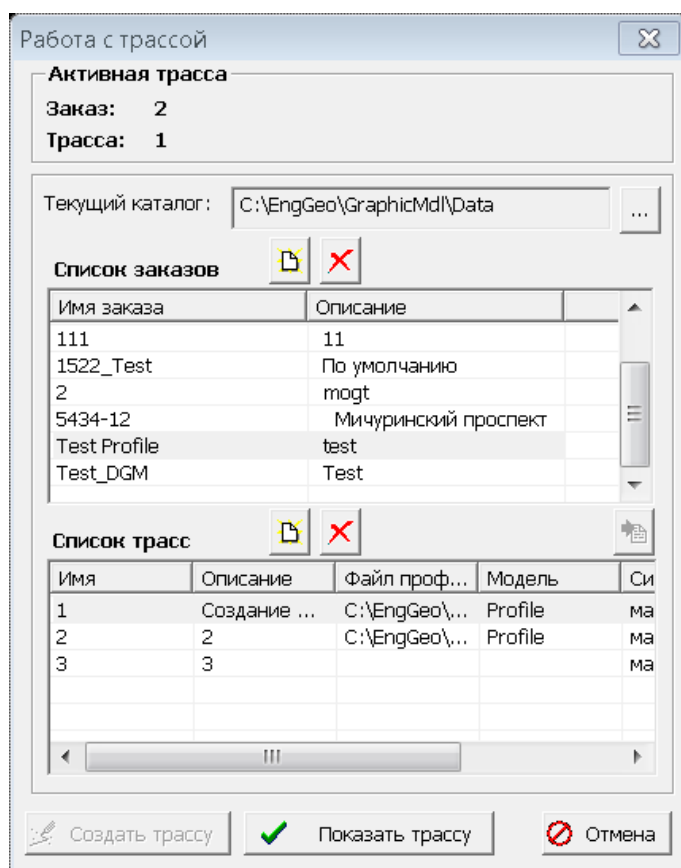 Работа с трассой
Активная трасса
Заказ: 2
Трасса: 1
Текущий каталог: C:\EngGeo\GraphicMdl\Data ...
Список заказов
Имя заказа Описание
111 11
1522_Test По умолчанию
2 mogt
5434-12 Мичуринский проспект
Test Profile test
Test_DGM Test
Список трасс
Имя Описание Файл проф... Модель Си
1 Создание ... C:\EngGeo\... Profile ма
2 2 C:\EngGeo\... Profile ма
3 3 ма
Создать трассу Показать трассу Отмена